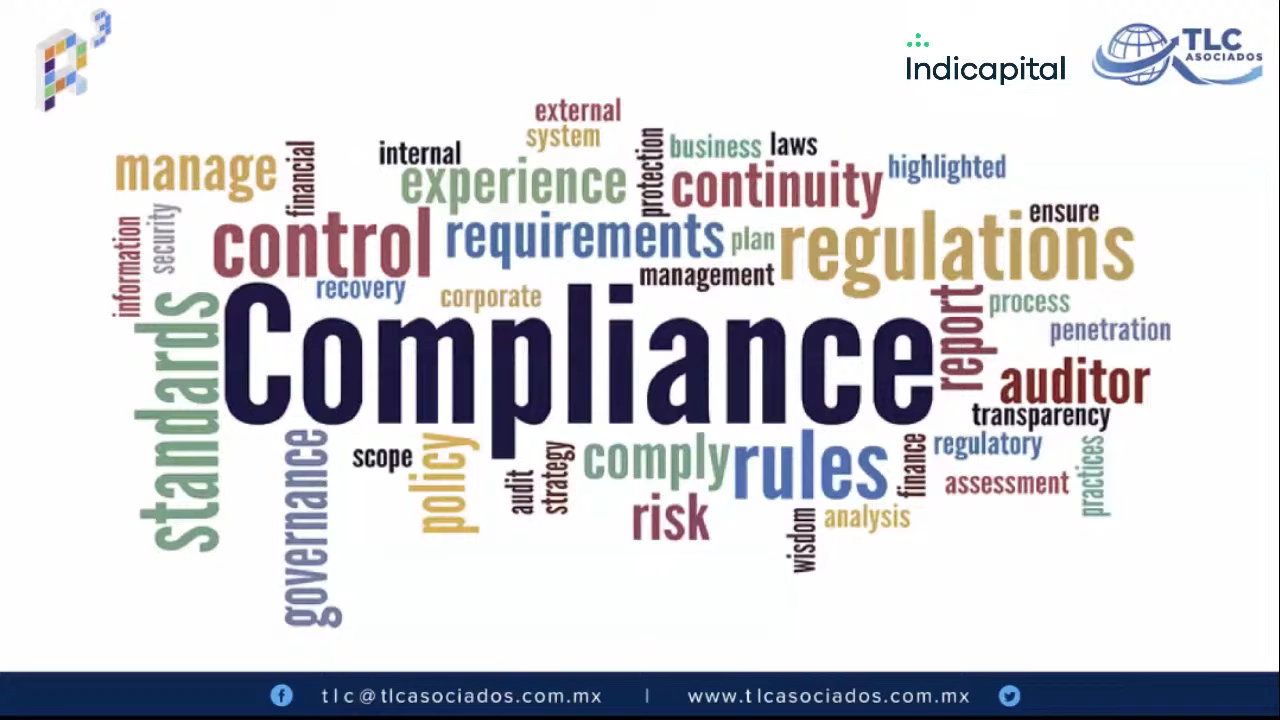 R3
Indicapital
TLC
ASOCIADOS
external
system
internal
protection
business
laws
manage
financial
experience
continuity
highlighted
information
security
control
requirements
plan
regulations
ensure
management
recovery
corporate
standards
Compliance
report
process
penetration
auditor
transparency
governance
scope
policy
audit
strategy
comply
rules
finance
regulatory
practices
assessment
risk
wisdom
analysis
tlc@tlcasociados.com.mx | www.tlcasociados.com.mx